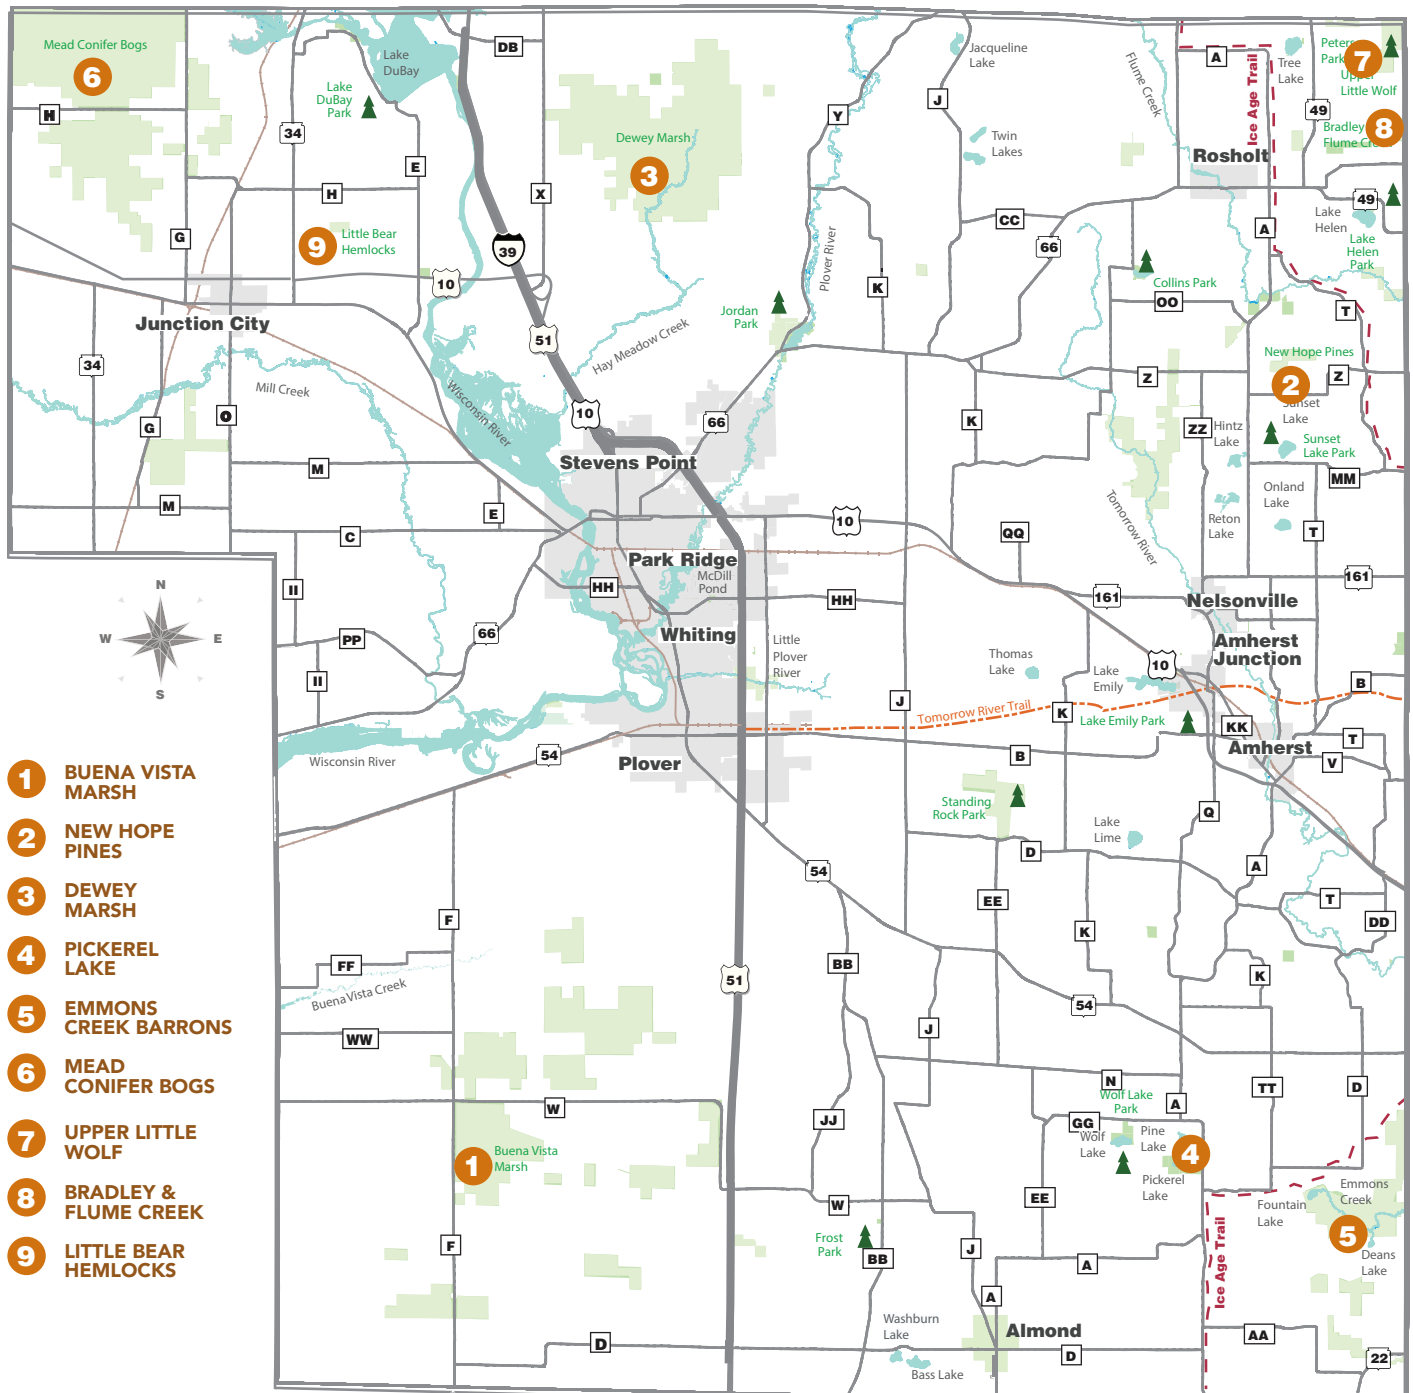 Mead Conifer Bogs
6
H
Lake
DuBay
Lake
DuBay
Park
34
E
H
G
9
Little Bear
Hemlocks
10
DB
X
39
51
Dewey Marsh
3
Hay Meadow Creek
Jordan
Park
Plover River
Y
J
Jacqueline
Lake
Twin
Lakes
CC
66
K
Flume Creek
A
Ice Age Trail
Tree
Lake
49
Peters
Park
7
Upper
Little Wolf
Bradley
Flume Cre
8
Rosholt
49
Lake
Helen
Lake
Helen
Park
A
Collins Park
OO
T
New Hope Pines
2
Z
Z
Sunset
Lake
Sunset
Lake Park
ZZ
Hintz
Lake
MM
Onland
Lake
Reton
Lake
T
Tomorrow River
K
Junction City
34
Mill Creek
G
O
M
M
C
E
Wisconsin River
10
66
Stevens Point
10
QQ
Park Ridge
McDill
Pond
HH
HH
Whiting
161
161
Nelsonville
Amherst
Junction
10
II
PP
66
II
N
W
E
S
Little
Plover
River
Thomas
Lake
Lake
Emily
J
Tomorrow River Trail
K
Lake Emily Park
B
KK
T
V
Amherst
Wisconsin River
54
Plover
B
Standing
Rock Park
Lake
Lime
Q
D
A
54
EE
T
DD
K
F
FF
Buena Vista Creek
WW
BB
51
J
54
K
N
Wolf Lake
Park
A
TT
D
GG
Wolf
Lake
Pine
Lake
4
Pickerel
Lake
W
JJ
1
Buena Vista
Marsh
EE
W
Emmons
Creek
Fountain
Lake
5
Deans
Lake
Ice Age Trail
F
Frost
Park
BB
J
A
A
Washburn
Lake
Almond
AA
D
D
22
Bass Lake
1
BUENA VISTA
MARSH
2
NEW HOPE
PINES
3
DEWEY
MARSH
4
PICKEREL
LAKE
5
EMMONS
CREEK BARRONS
6
MEAD
CONIFER BOGS
7
UPPER LITTLE
WOLF
8
BRADLEY &
FLUME CREEK
9
LITTLE BEAR
HEMLOCKS